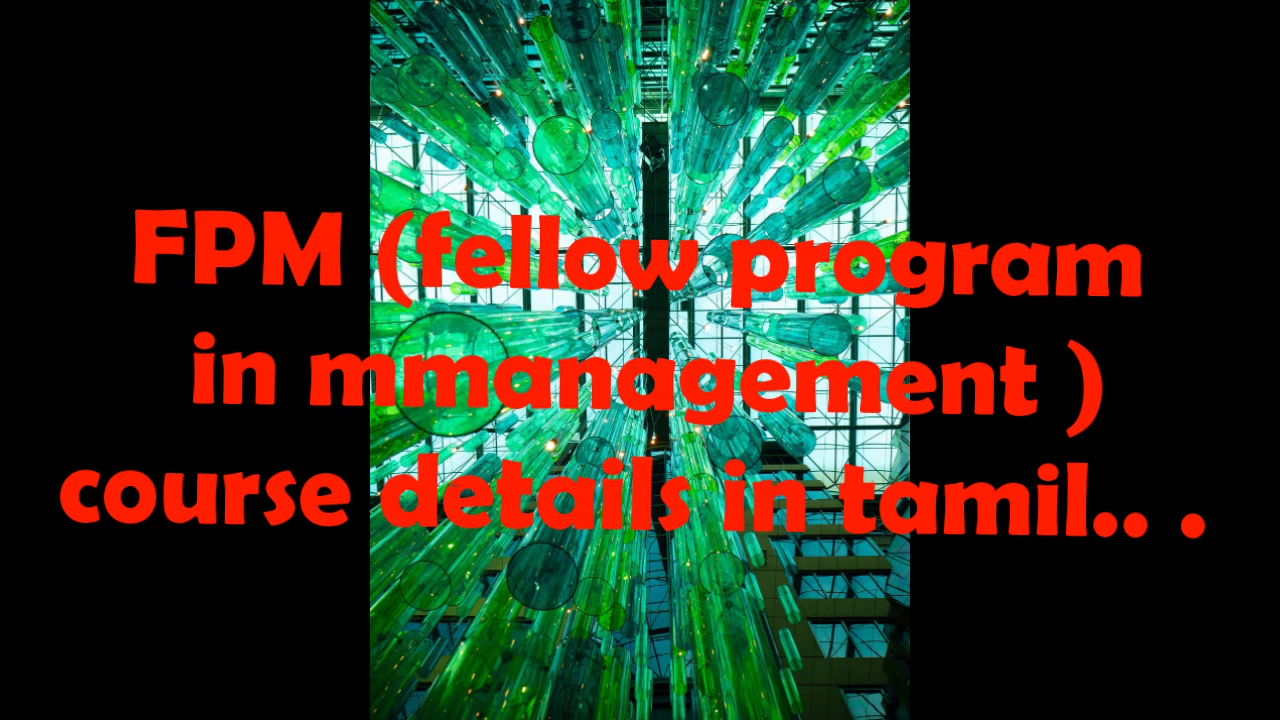 FPM (fellow program
in mmanagement )
course details in tamil.. .